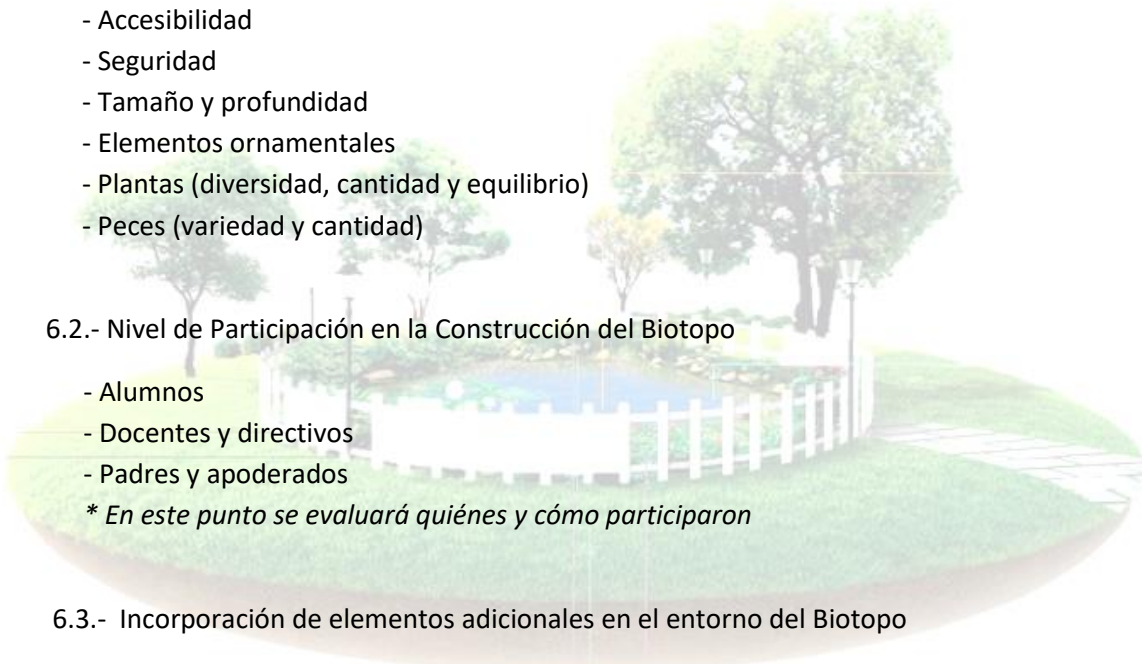 - Accesibilidad
- Seguridad
- Tamaño y profundidad
- Elementos ornamentales
- Plantas (diversidad, cantidad y equilibrio)
- Peces (variedad y cantidad)
6.2.- Nivel de Participación en la Construcción del Biotopo
- Alumnos
- Docentes y directivos
- Padres y apoderados
* En este punto se evaluará quiénes y cómo participaron
6.3.- Incorporación de elementos adicionales en el entorno del Biotopo